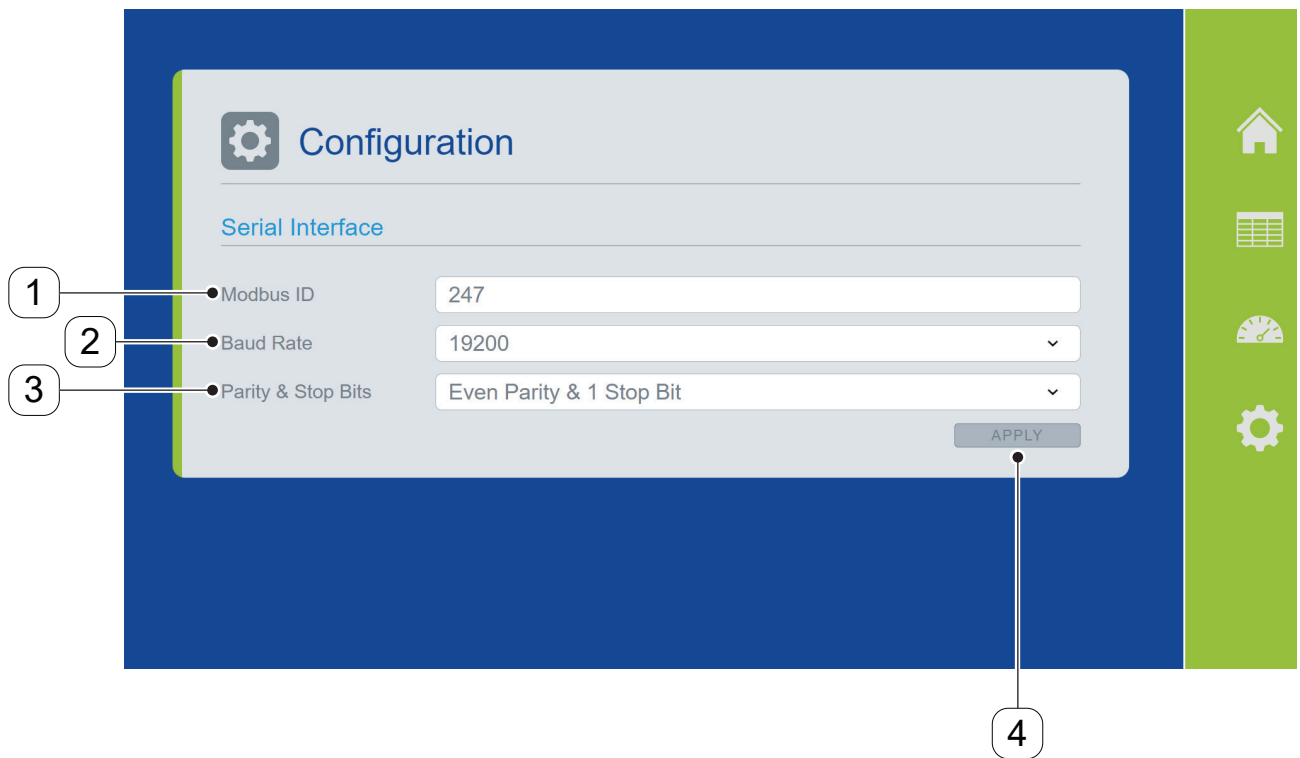 Configuration
Serial Interface
1 Modbus ID 247
2 Baud Rate 19200
3 Parity & Stop Bits Even Parity & 1 Stop Bit
APPLY
4